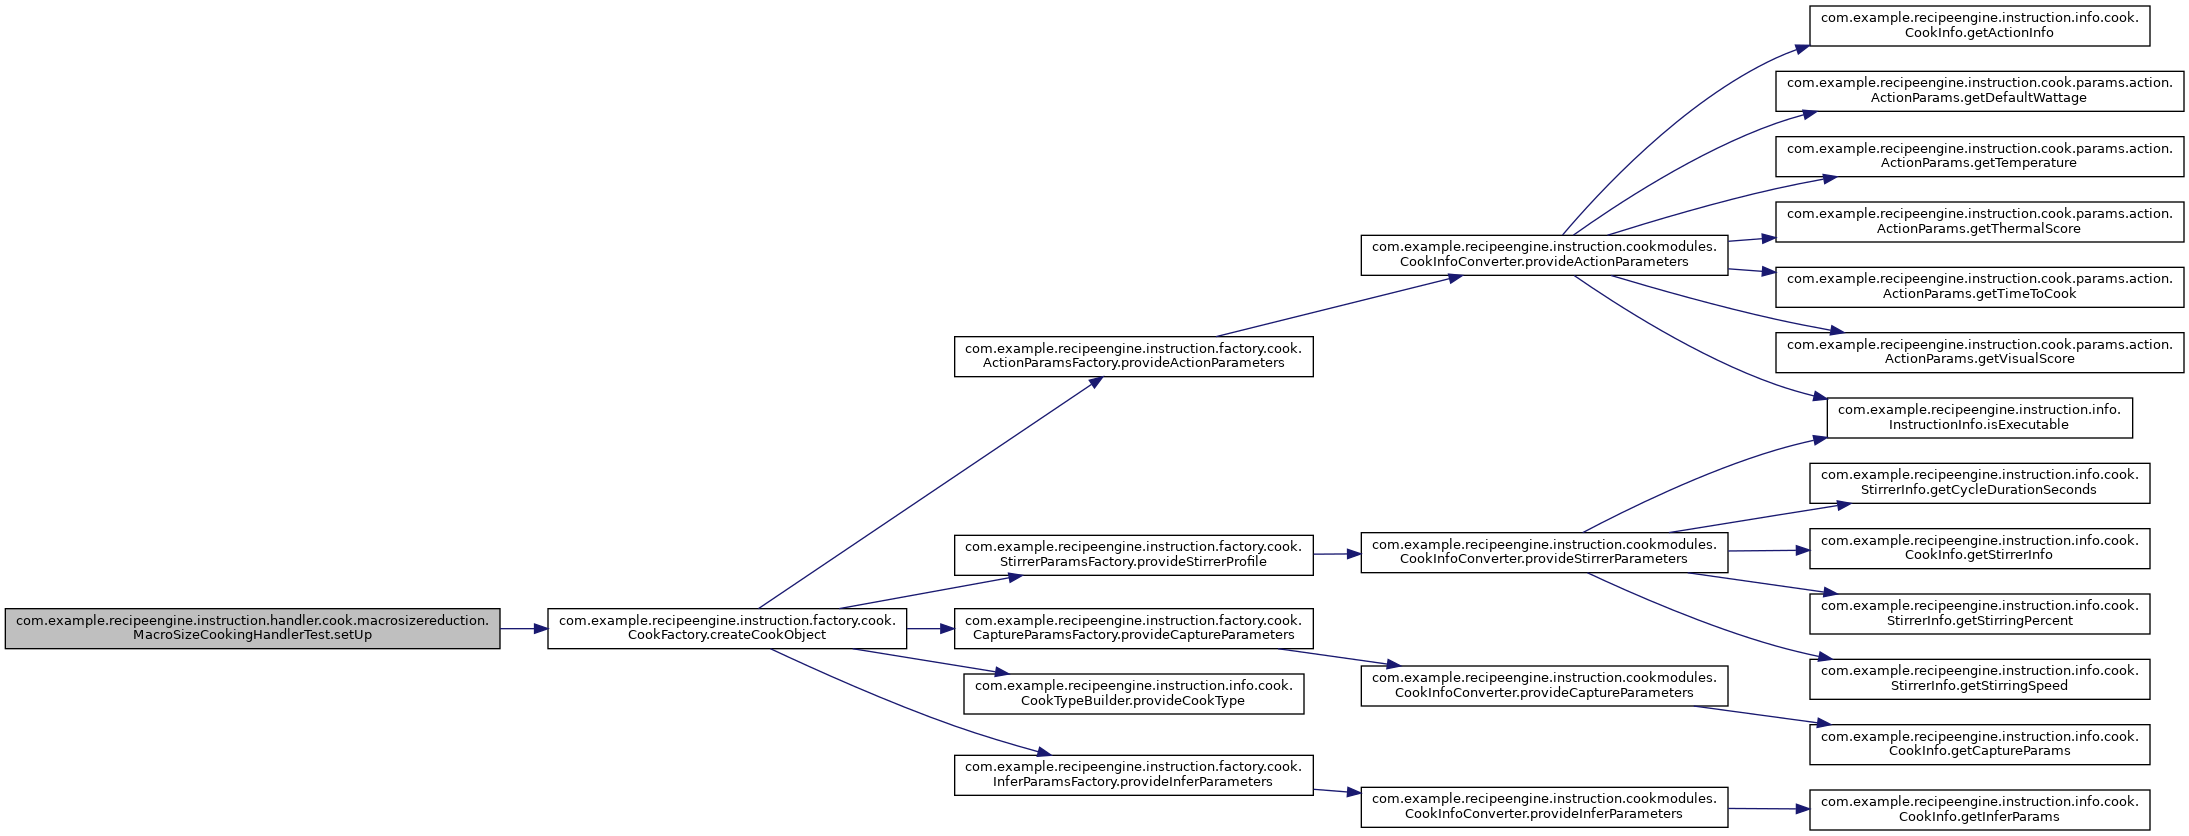 com.example.recipeengine.instruction.handler.cook.macrosizereduction.
MacroSizeCookingHandlerTest.setUp
com.example.recipeengine.instruction.factory.cook.
CookFactory.createCookObject
com.example.recipeengine.instruction.factory.cook.
ActionParamsFactory.provideActionParameters
com.example.recipeengine.instruction.factory.cook.
StirrerParamsFactory.provideStirrerProfile
com.example.recipeengine.instruction.factory.cook.
CaptureParamsFactory.provideCaptureParameters
com.example.recipeengine.instruction.info.cook.
CookTypeBuilder.provideCookType
com.example.recipeengine.instruction.factory.cook.
InferParamsFactory.provideInferParameters
com.example.recipeengine.instruction.cookmodules.
CookInfoConverter.provideActionParameters
com.example.recipeengine.instruction.cookmodules.
CookInfoConverter.provideStirrerParameters
com.example.recipeengine.instruction.cookmodules.
CookInfoConverter.provideCaptureParameters
com.example.recipeengine.instruction.cookmodules.
CookInfoConverter.provideInferParameters
com.example.recipeengine.instruction.info.cook.
CookInfo.getActionInfo
com.example.recipeengine.instruction.cook.params.action.
ActionParams.getDefaultWattage
com.example.recipeengine.instruction.cook.params.action.
ActionParams.getTemperature
com.example.recipeengine.instruction.cook.params.action.
ActionParams.getThermalScore
com.example.recipeengine.instruction.cook.params.action.
ActionParams.getTimeToCook
com.example.recipeengine.instruction.cook.params.action.
ActionParams.getVisualScore
com.example.recipeengine.instruction.info.
InstructionInfo.isExecutable
com.example.recipeengine.instruction.info.cook.
StirrerInfo.getCycleDurationSeconds
com.example.recipeengine.instruction.info.cook.
CookInfo.getStirrerInfo
com.example.recipeengine.instruction.info.cook.
StirrerInfo.getStirringPercent
com.example.recipeengine.instruction.info.cook.
StirrerInfo.getStirringSpeed
com.example.recipeengine.instruction.info.cook.
CookInfo.getCaptureParams
com.example.recipeengine.instruction.info.cook.
CookInfo.getInferParams